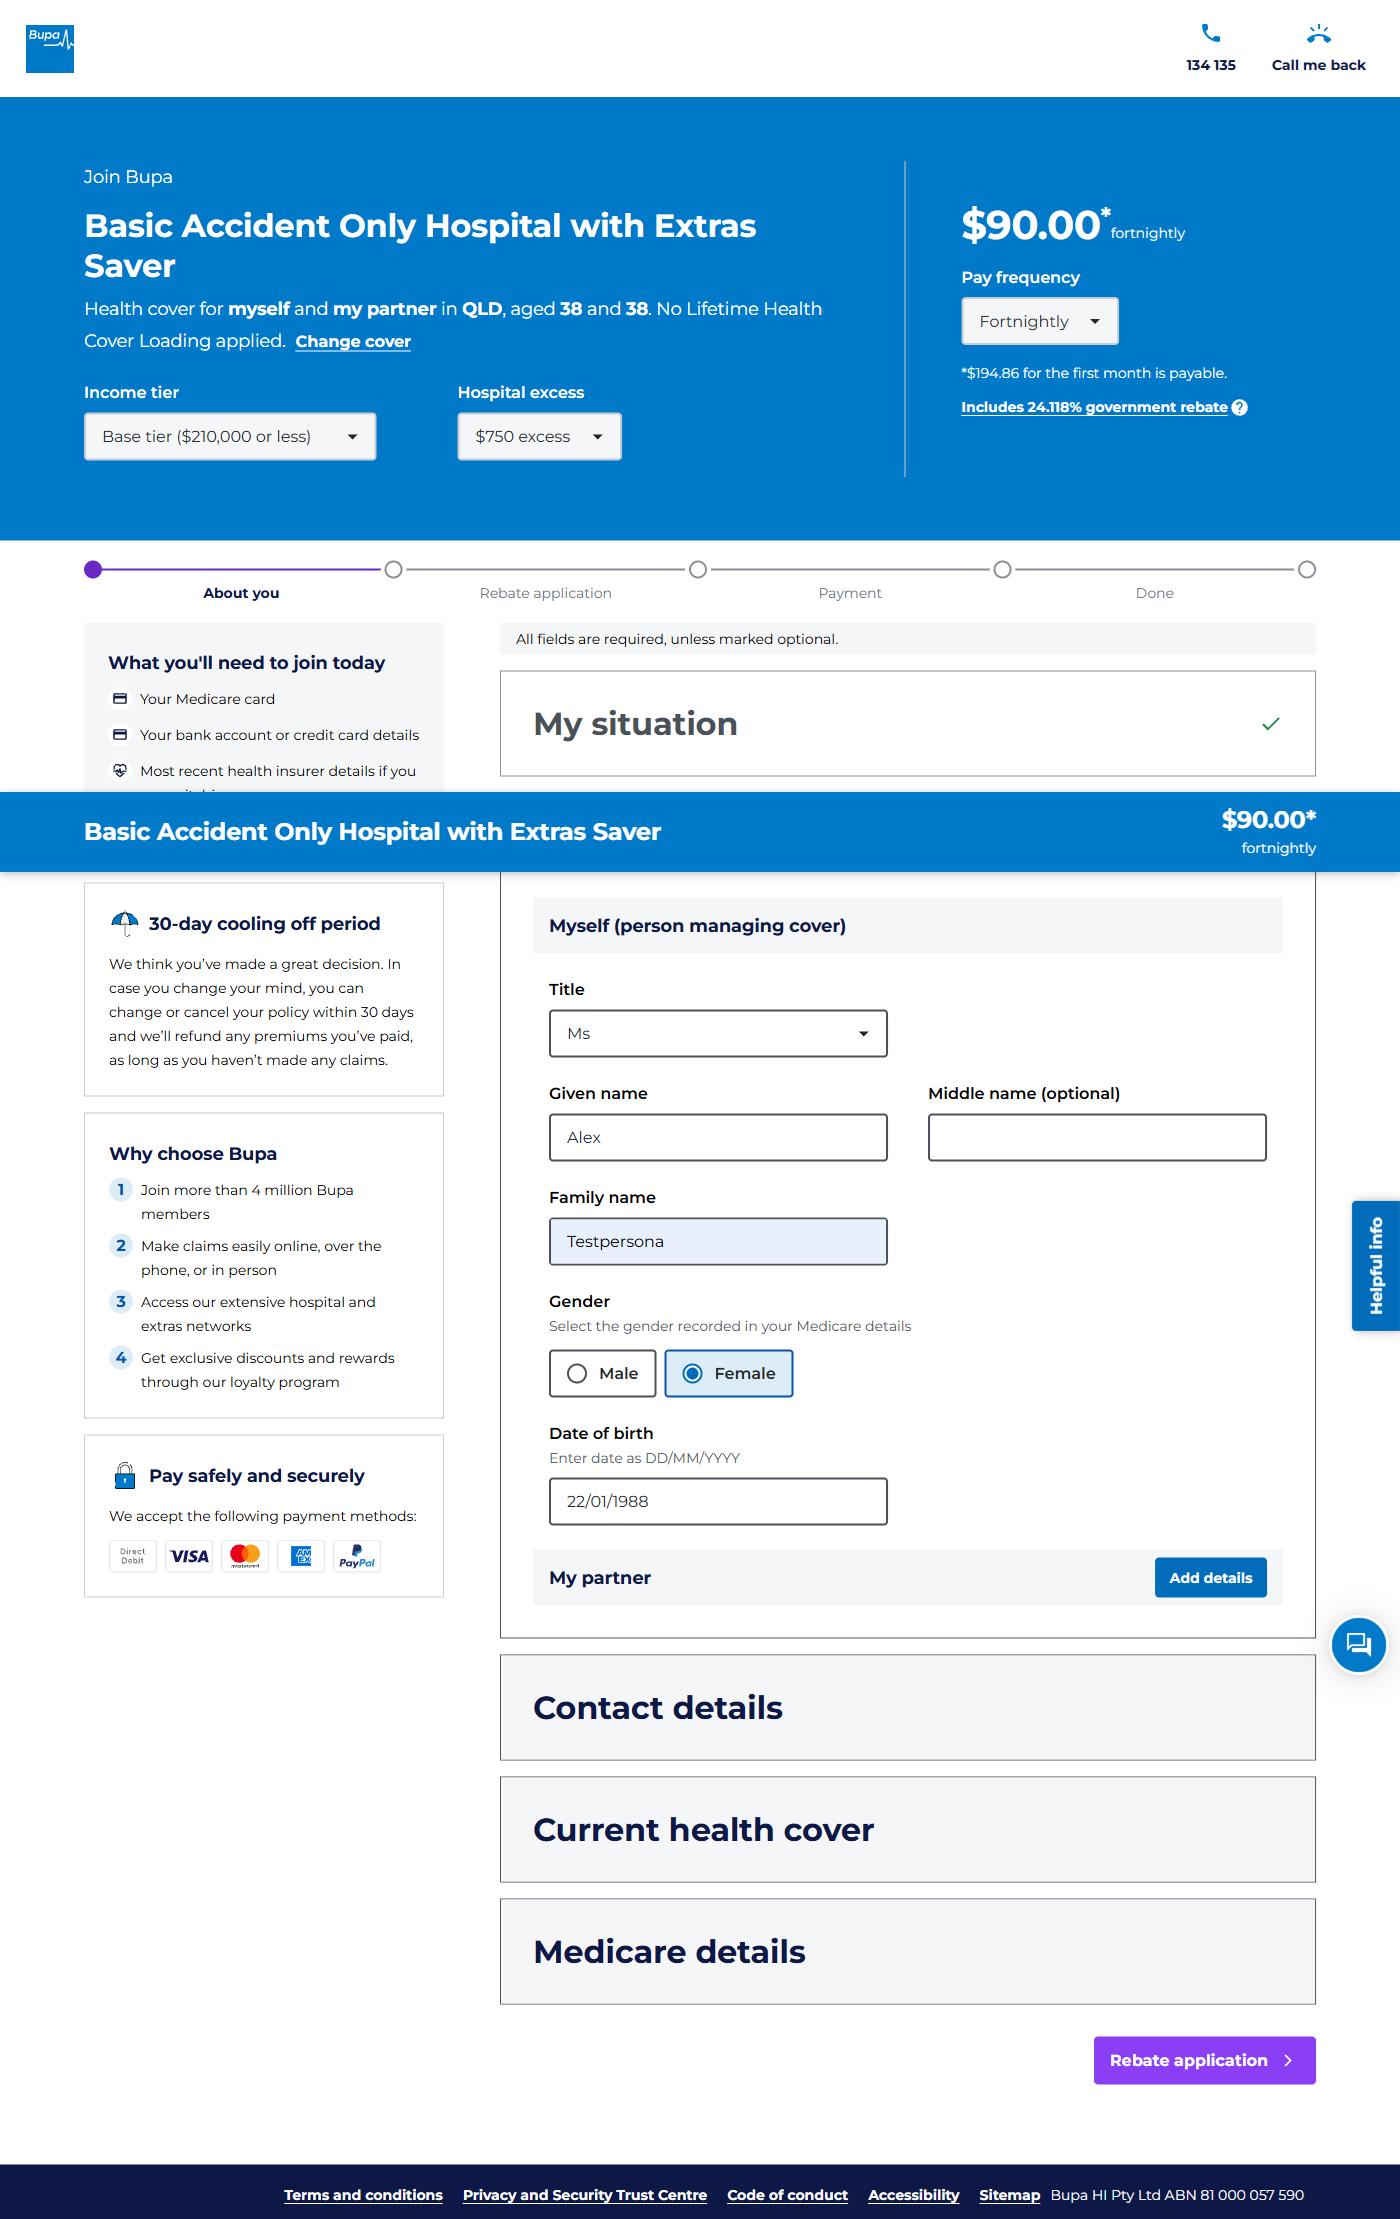 Bupa
134 135
Call me back
Join Bupa
Basic Accident Only Hospital with Extras
Saver
Health cover for myself and my partner in QLD, aged 38 and 38. No Lifetime Health
Cover Loading applied. Change cover
Income tier
Base tier ($210,000 or less)
Hospital excess
$750 excess
$90.00* fortnightly
Pay frequency
Fortnightly
*$194.86 for the first month is payable.
Includes 24.118% government rebate ?
About you
Rebate application
Payment
Done
What you'll need to join today
Your Medicare card
Your bank account or credit card details
Most recent health insurer details if you
All fields are required, unless marked optional.
My situation
Basic Accident Only Hospital with Extras Saver
$90.00*
fortnightly
30-day cooling off period
We think you’ve made a great decision. In
case you change your mind, you can
change or cancel your policy within 30 days
and we’ll refund any premiums you’ve paid,
as long as you haven’t made any claims.
Why choose Bupa
1 Join more than 4 million Bupa
members
2 Make claims easily online, over the
phone, or in person
3 Access our extensive hospital and
extras networks
4 Get exclusive discounts and rewards
through our loyalty program
Pay safely and securely
We accept the following payment methods:
Direct Debit
VISA
mastercard
AMEX
PayPal
Myself (person managing cover)
Title
Ms
Given name
Alex
Middle name (optional)
Family name
Testpersona
Gender
Select the gender recorded in your Medicare details
Male
Female
Date of birth
Enter date as DD/MM/YYYY
22/01/1988
My partner
Add details
Helpful info
Contact details
Current health cover
Medicare details
Rebate application
Terms and conditions Privacy and Security Trust Centre Code of conduct Accessibility Sitemap Bupa HI Pty Ltd ABN 81 000 057 590